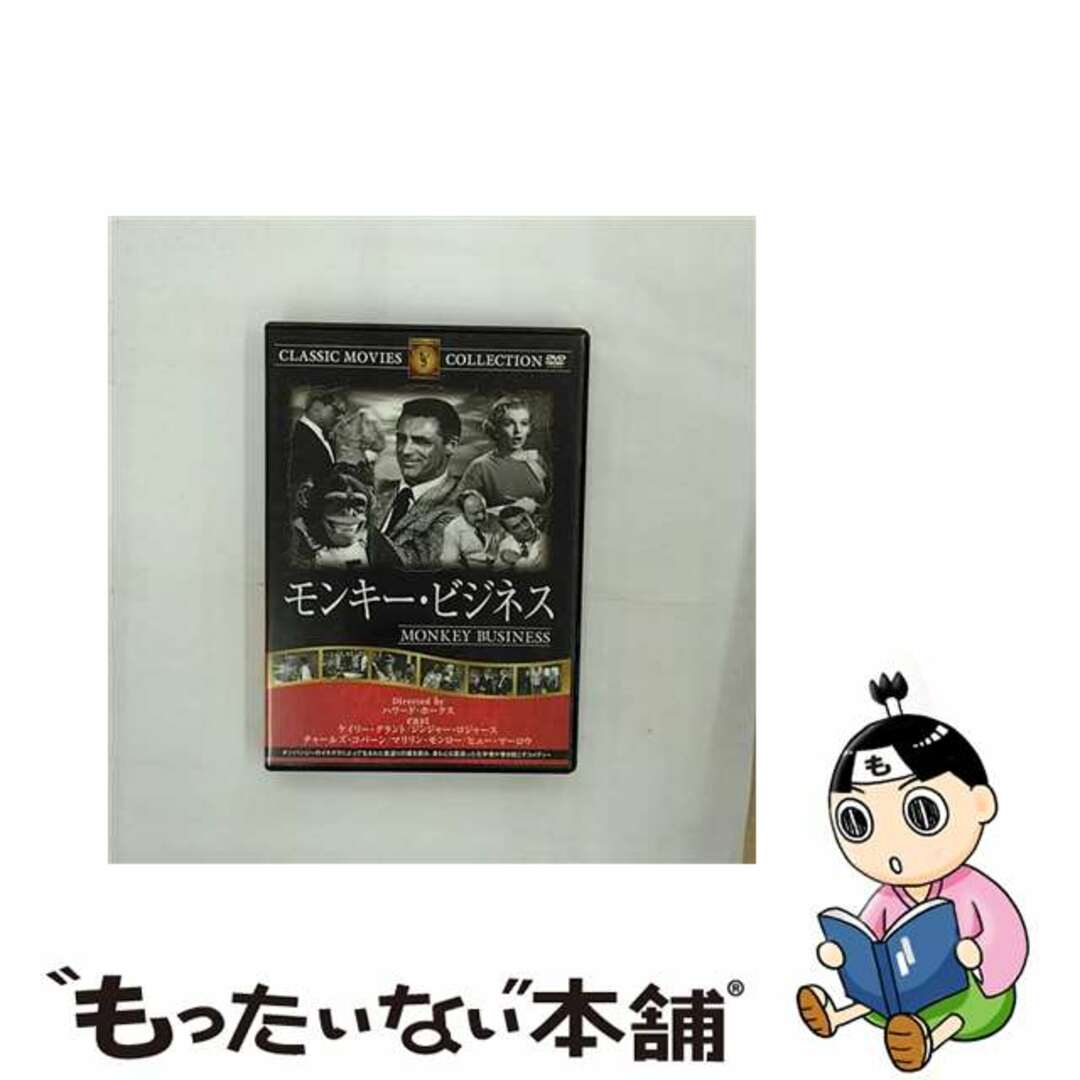 CLASSIC MOVIES COLLECTION DVD
モンキー・ビジネス
MONKEY BUSINESS
Directed by
ハワード・ホークス
cast
ケイリー・グラント/ジンジャー・ロジャース
チャールズ・コバーン/マリリン・モンロー/ヒュー・マーロウ
も
“もったいない”本舗®